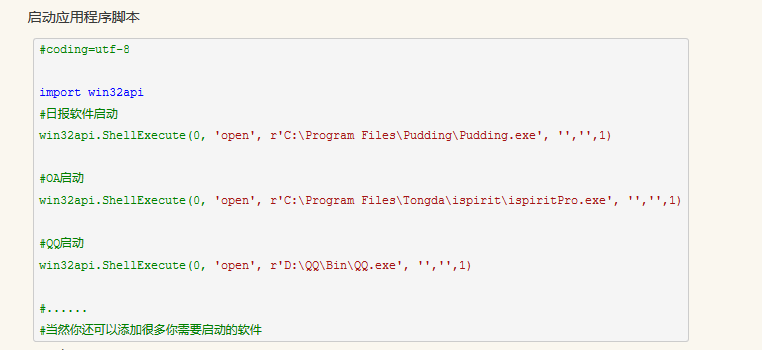 启动应用程序脚本
#coding=utf-8
import win32api
#日报软件启动
win32api.ShellExecute(0, 'open', r'C:\Program Files\Pudding\Pudding.exe', '','',1)
#OA启动
win32api.ShellExecute(0, 'open', r'C:\Program Files\Tongda\ispirit\ispiritPro.exe', '','',1)
#QQ启动
win32api.ShellExecute(0, 'open', r'D:\QQ\Bin\QQ.exe', '','',1)
#......
#当然你还可以添加很多你需要启动的软件